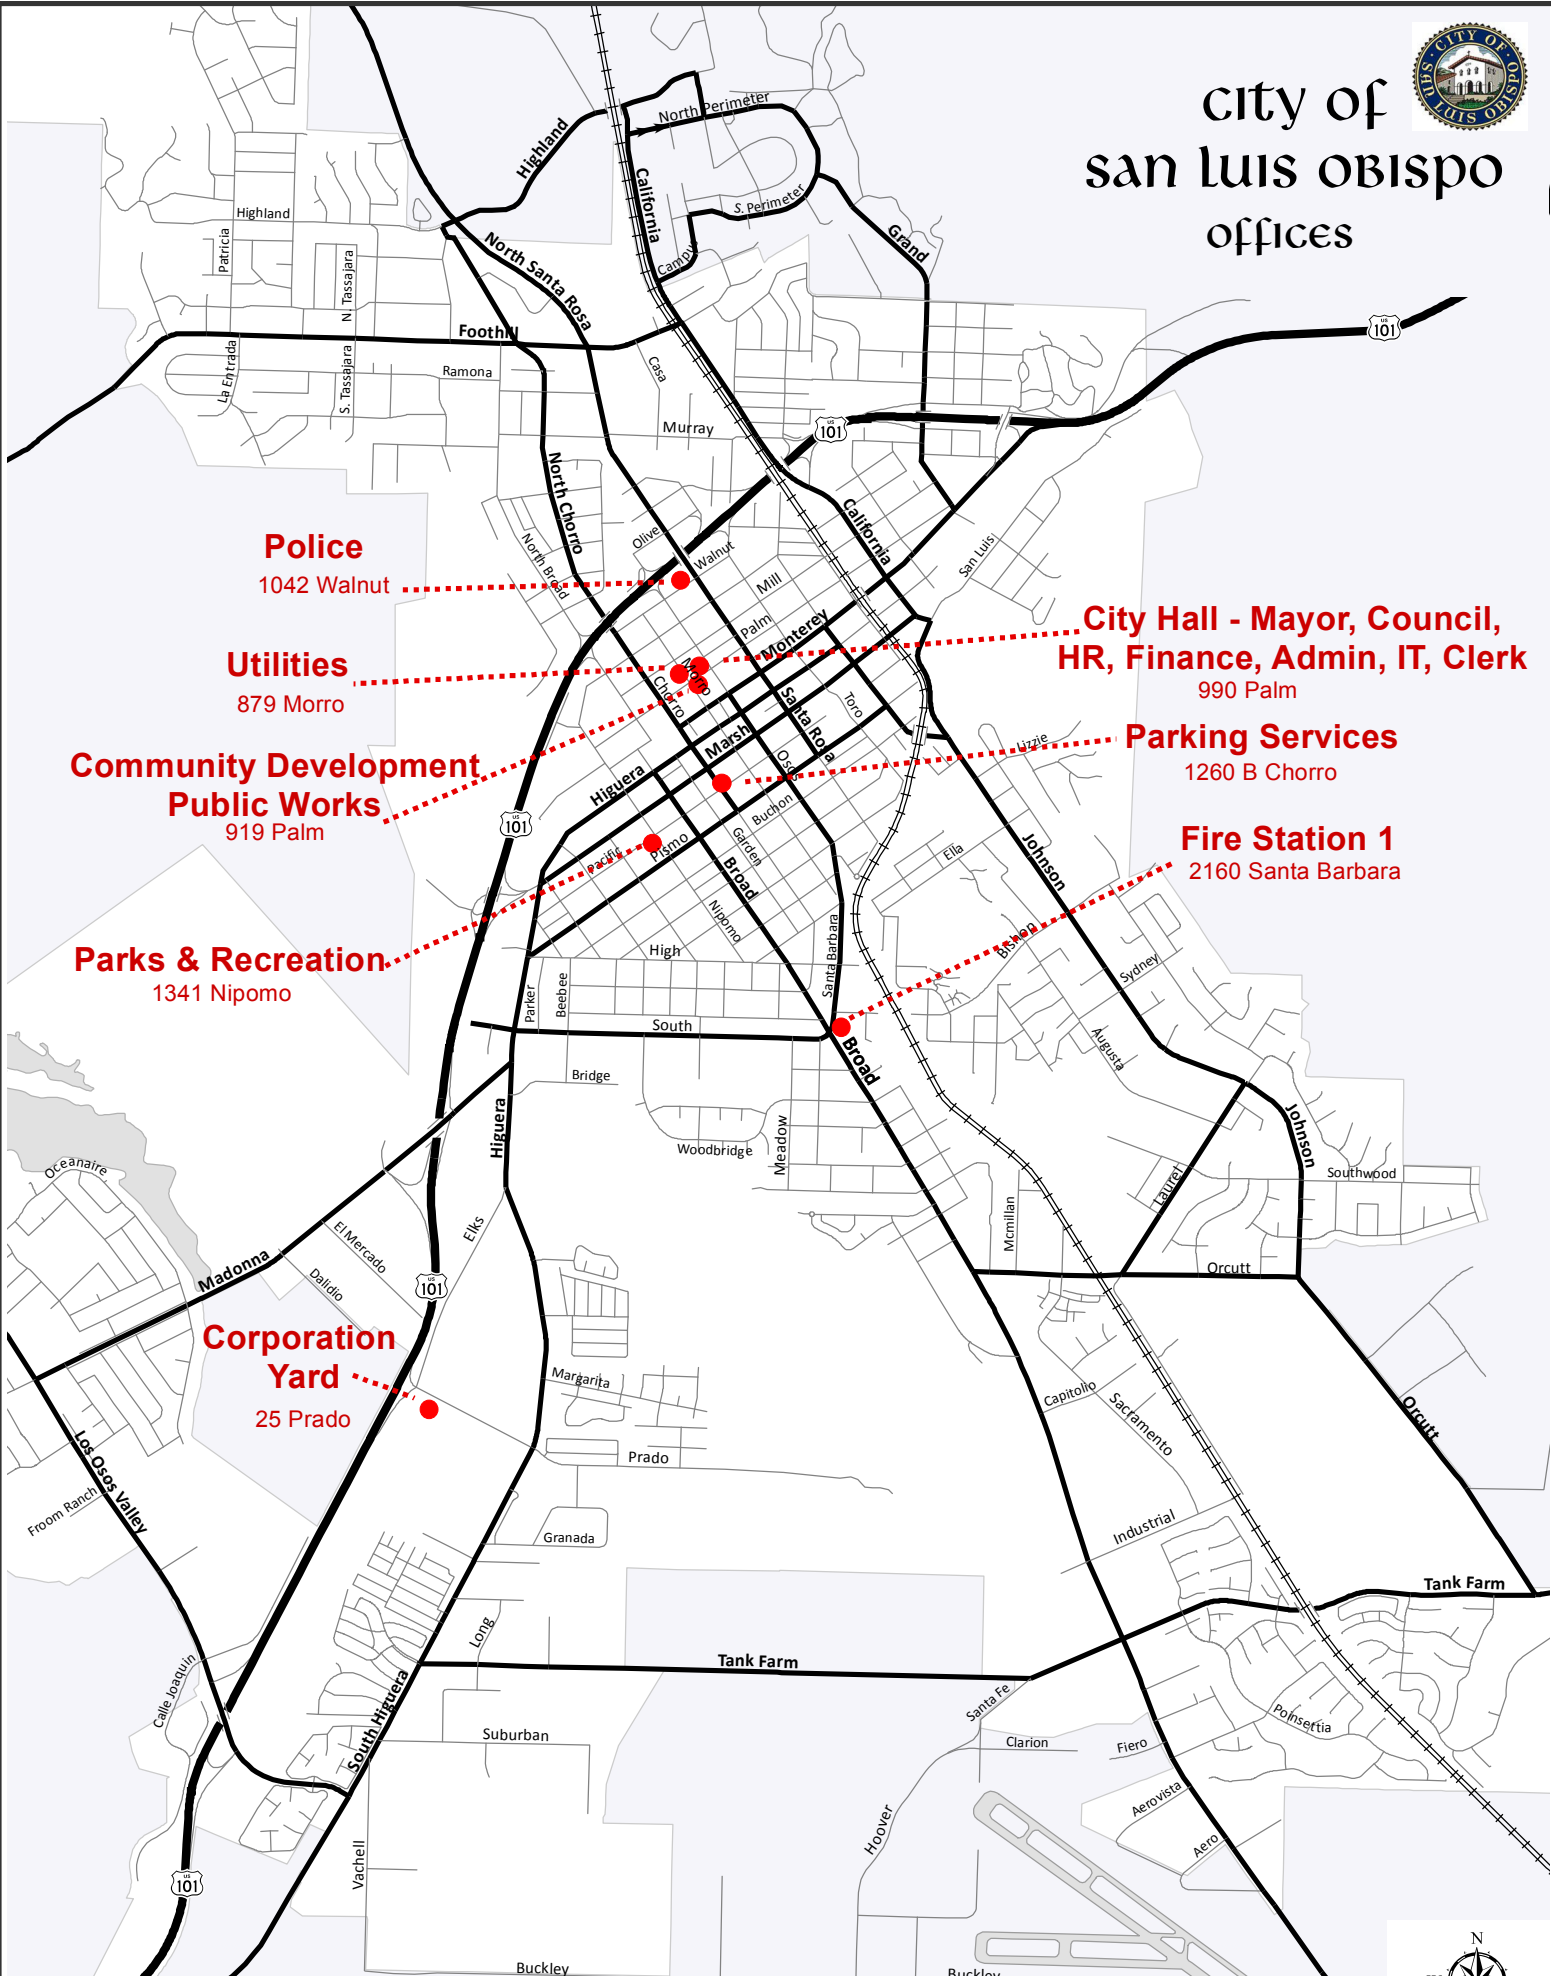 CITY OF
SAN LUIS OBISPO
OFFICES
CITY OF
SAN LUIS OBISPO
North Perimeter
Highland
California
S. Perimeter
Campus
Grand
Highland
Patricia
N. Tassajara
North Santa Rosa
US
101
Foothill
La Entrada
S. Tassajara
Ramona
Casa
Murray
US
101
North Chorro
California
Olive
Walnut
North Broad
San Luis
Police
1042 Walnut
Mill
Palm
Monterey
City Hall - Mayor, Council,
HR, Finance, Admin, IT, Clerk
990 Palm
Utilities
879 Morro
Morro
Chorro
Santa Rosa
Toro
Marsh
Osos
Lizzie
Parking Services
1260 B Chorro
Community Development
Public Works
919 Palm
Higuera
Buchon
US
101
Garden
Pacific
Pismo
Broad
Ella
Johnson
Fire Station 1
2160 Santa Barbara
Nipomo
High
Santa Barbara
Bishop
Sydney
Parks & Recreation
1341 Nipomo
Parker
Beebee
South
Broad
Augusta
Bridge
Higuera
Woodbridge
Meadow
Johnson
Southwood
Laurel
Oceanaire
Elks
El Mercado
Mcmillan
Madonna
Dalidio
Orcutt
US
101
Corporation
Yard
25 Prado
Margarita
Capitolio
Sacramento
Orcutt
Los Osos Valley
Prado
Froom Ranch
Granada
Industrial
Tank Farm
Long
Tank Farm
Calle Joaquin
South Higuera
Santa Fe
Poinsettia
Suburban
Clarion
Fiero
Aerovista
Hoover
Aero
Vachell
US
101
N
Buckley
Buckley